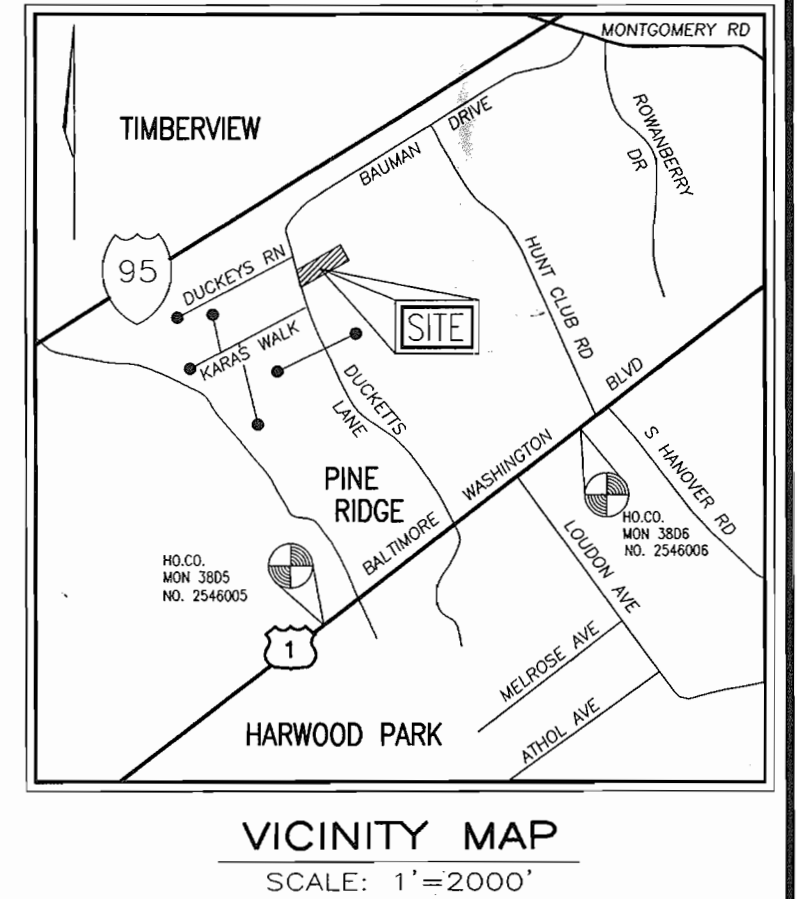 MONTGOMERY RD
TIMBERVIEW
BAUMAN DRIVE
ROWANBERRY
DR
95
DUCKEYS RN
HUNT CLUB RD
SITE
KARAS WALK
DUCKETTS
LANE
PINE
RIDGE
BALTIMORE WASHINGTON BLVD
S HANOVER RD
HO.CO.
MON 38D6
NO. 2546006
LOUDON AVE
HO.CO.
MON 38D5
NO. 2546005
1
MELROSE AVE
ATHOL AVE
HARWOOD PARK
VICINITY MAP
SCALE: 1'=2000'